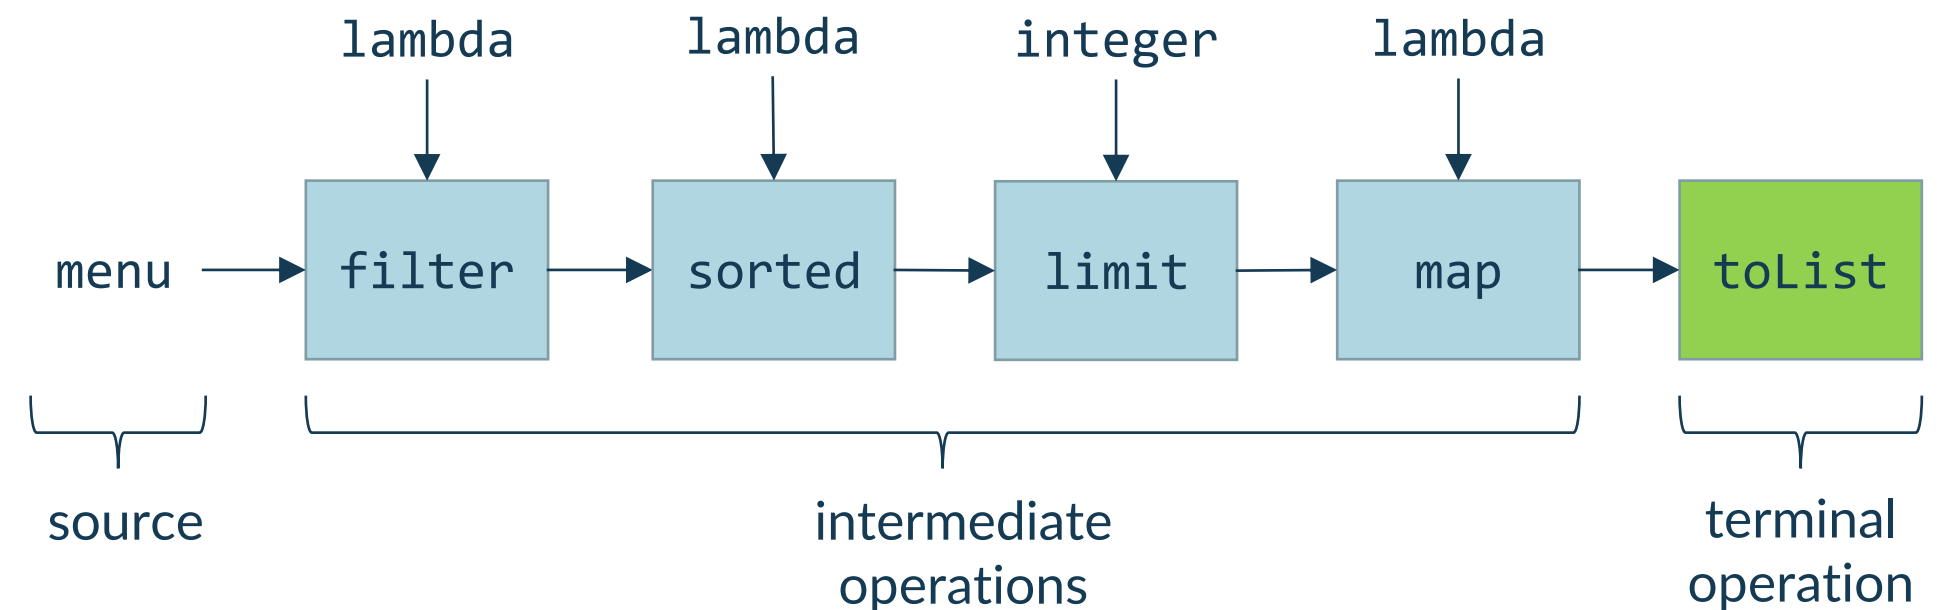 lambda lambda integer lambda
menu filter sorted limit map toList
source intermediate terminal
operations operation